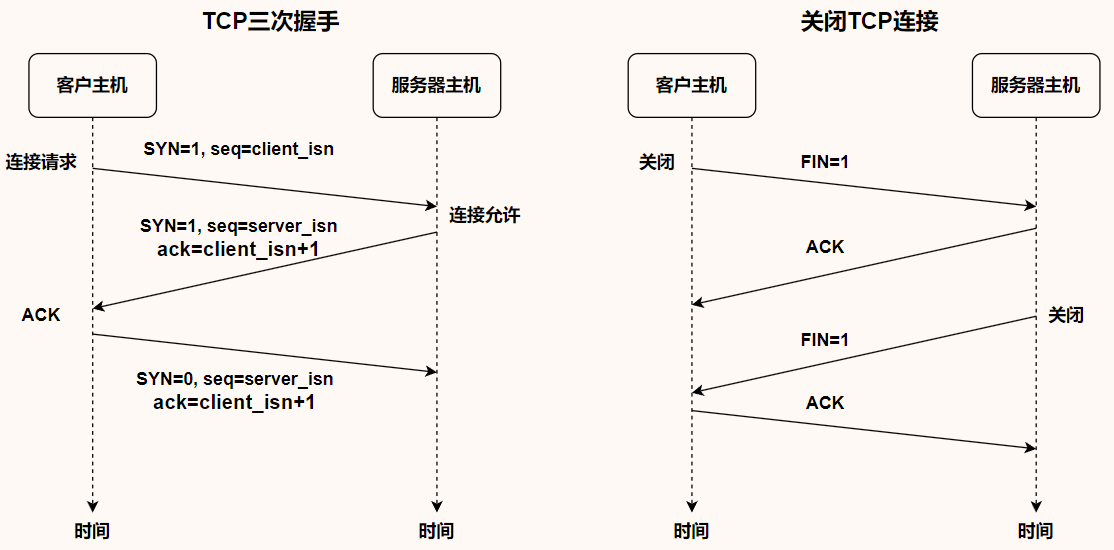 TCP三次握手
客户主机
服务器主机
连接请求
SYN=1, seq=client_isn
连接允许
SYN=1, seq=server_isn
ack=client_isn+1
ACK
SYN=0, seq=server_isn
ack=client_isn+1
时间
时间
关闭TCP连接
客户主机
服务器主机
关闭
FIN=1
ACK
关闭
FIN=1
ACK
时间
时间